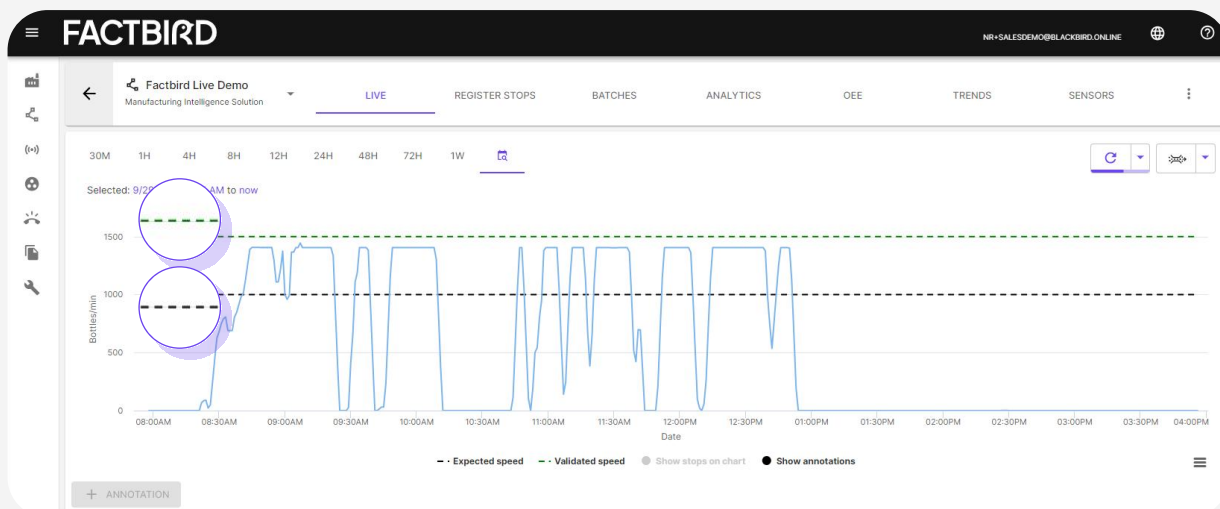 FACTBIRD
NR+SALESDEMO@BLACKBIRD.ONLINE
Factbird Live Demo
Manufacturing Intelligence Solution
LIVE REGISTER STOPS BATCHES ANALYTICS OEE TRENDS SENSORS
30M 1H 4H 8H 12H 24H 48H 72H 1W
Selected: 9/2 AM to now
1500
1000
500
0
Bottles/min
08:00AM 08:30AM 09:00AM 09:30AM 10:00AM 10:30AM 11:00AM 11:30AM 12:00PM 12:30PM 01:00PM 01:30PM 02:00PM 02:30PM 03:00PM 03:30PM 04:00PM
Date
Expected speed Validated speed Show stops on chart Show annotations
+ ANNOTATION